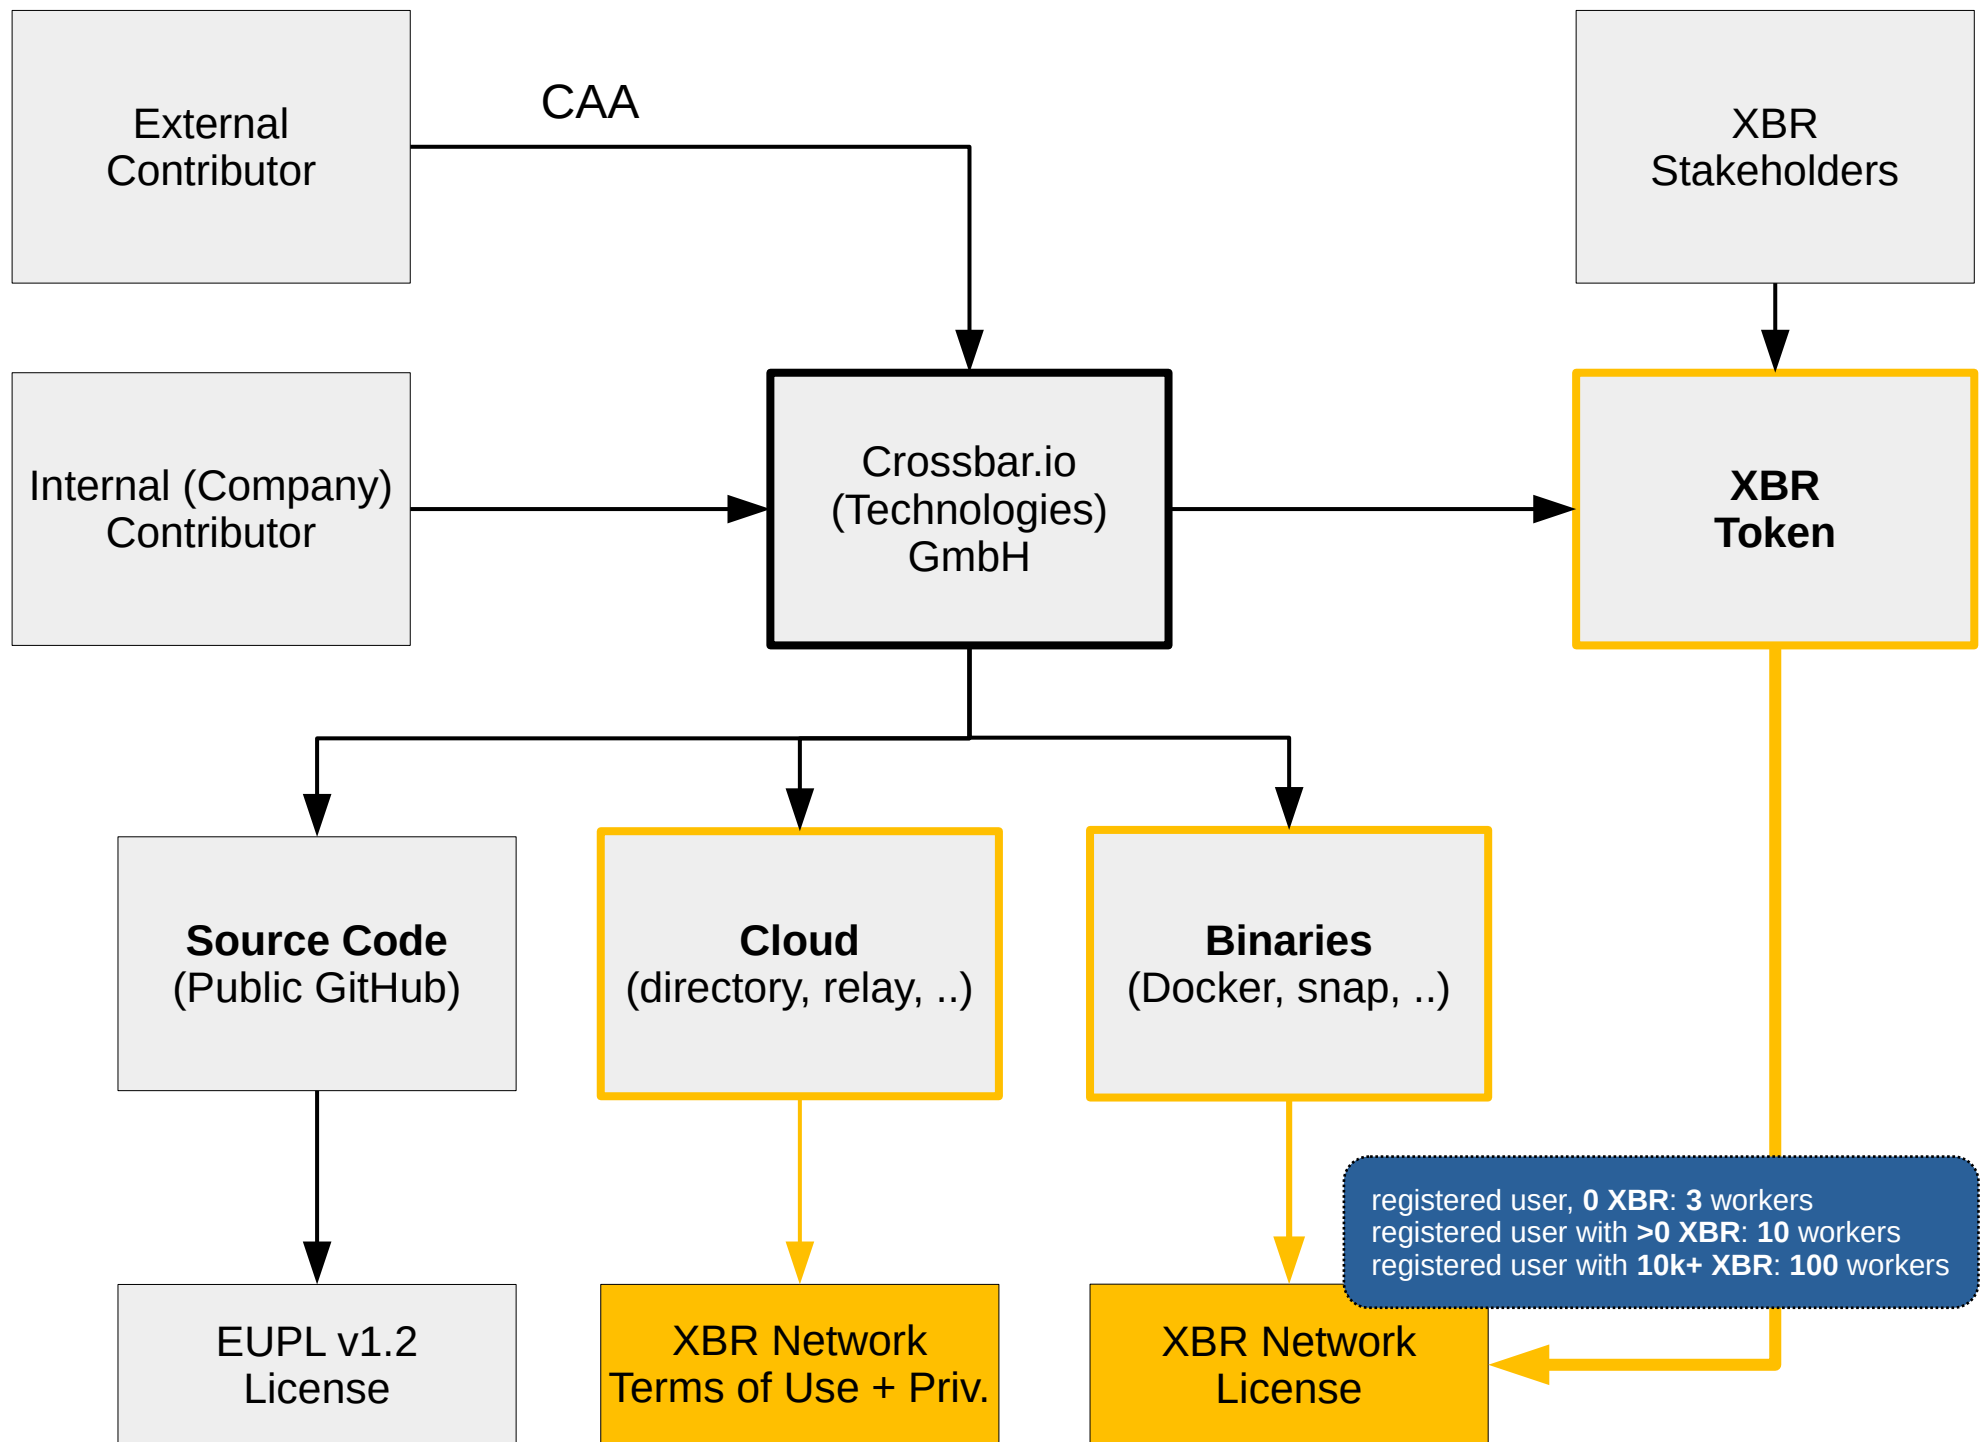 External
Contributor
CAA
XBR
Stakeholders
Internal (Company)
Contributor
Crossbar.io
(Technologies)
GmbH
XBR
Token
Source Code
(Public GitHub)
Cloud
(directory, relay, ..)
Binaries
(Docker, snap, ..)
registered user, 0 XBR: 3 workers
registered user with >0 XBR: 10 workers
registered user with 10k+ XBR: 100 workers
EUPL v1.2
License
XBR Network
Terms of Use + Priv.
XBR Network
License